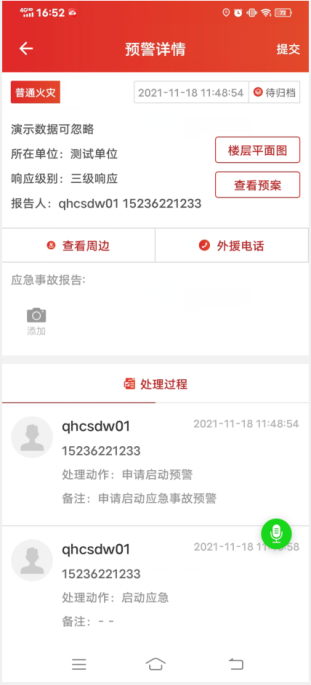 4G 16:52 72
预警详情 提交
普通火灾 2021-11-18 11:48:54 待归档
演示数据可忽略
所在单位：测试单位 楼层平面图
响应级别：三级响应 查看预案
报告人：qhcsdw01 15236221233
查看周边 外援电话
应急事故报告:
添加
处理过程
qhcsdw01 2021-11-18 11:48:54
15236221233
处理动作：申请启动预警
备注：申请启动应急事故预警
qhcsdw01 2021-11-18 11:48:58
15236221233
处理动作：启动应急
备注：- -